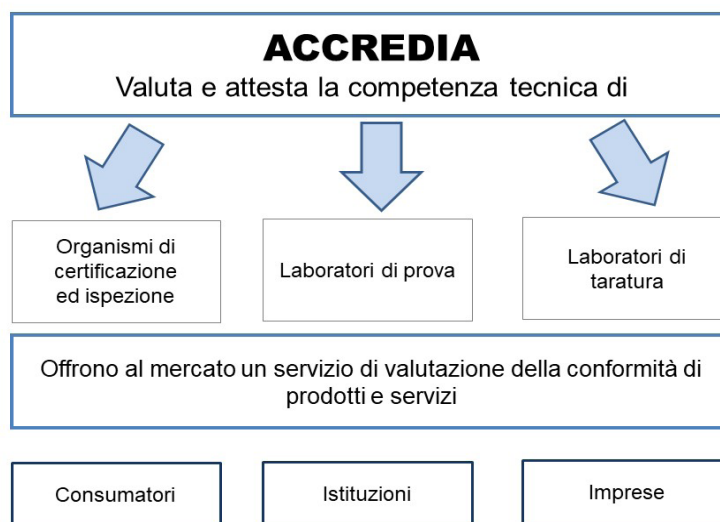 ACCREDIA
Valuta e attesta la competenza tecnica di
Organismi di
certificazione
ed ispezione
Laboratori di prova
Laboratori di
taratura
Offrono al mercato un servizio di valutazione della conformità di
prodotti e servizi
Consumatori
Istituzioni
Imprese